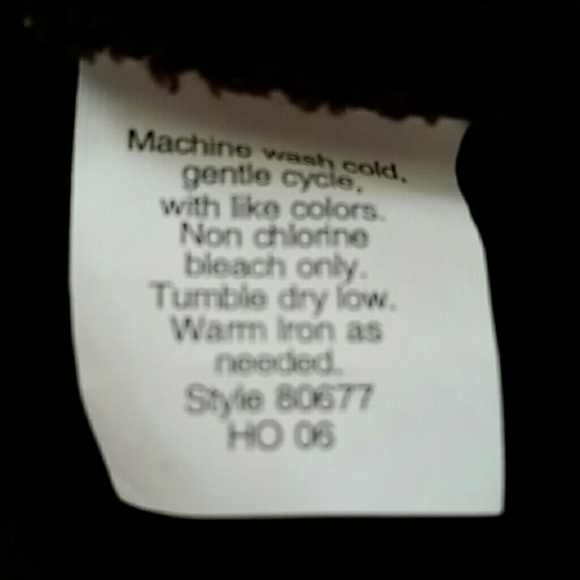 Machine wash cold,
gentle cycle,
with like colors.
Non chlorine
bleach only.
Tumble dry low.
Warm Iron as
needed.
Style 80677
HO 06